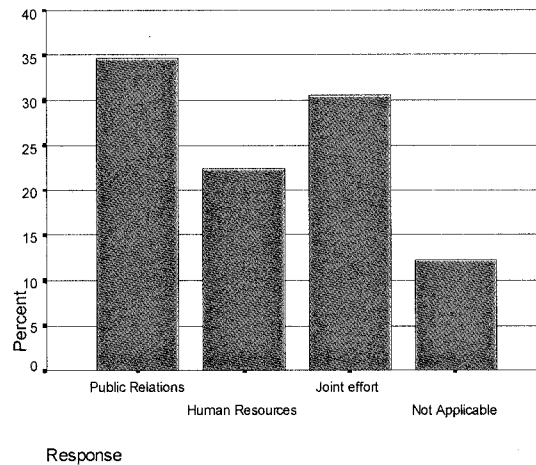 40
35
30
25
20
15
10
5
0
Percent
Public Relations
Human Resources
Joint effort
Not Applicable
Response